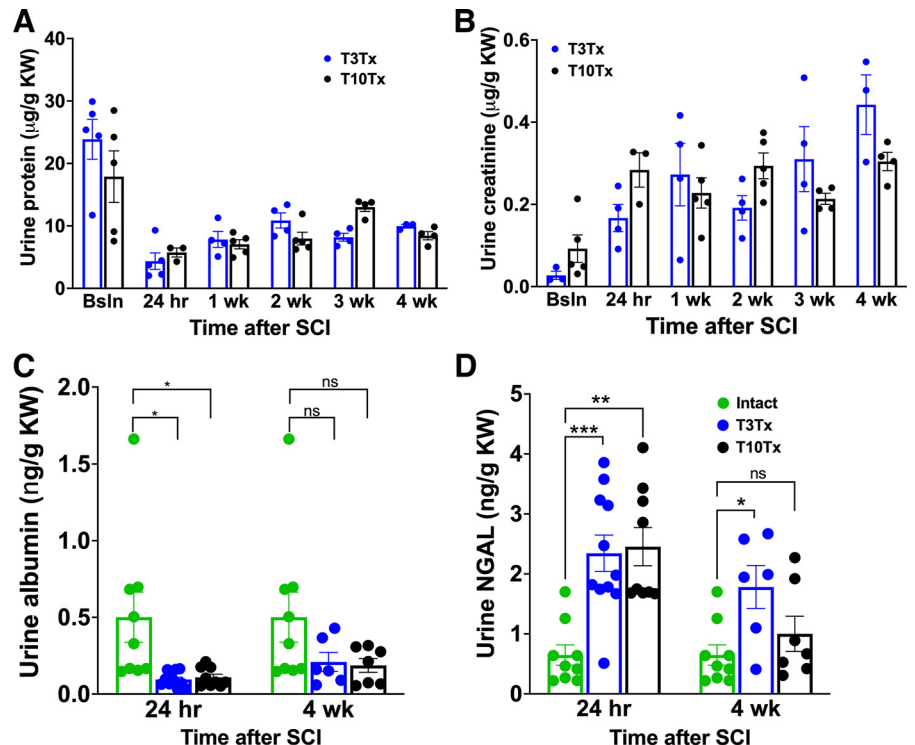 A
Urine protein (µg/g KW)
40
30
20
10
0
T3Tx
T10Tx
Bsln 24 hr 1 wk 2 wk 3 wk 4 wk
Time after SCI
B
Urine creatinine (µg/g KW)
0.6
0.4
0.2
0.0
T3Tx
T10Tx
Bsln 24 hr 1 wk 2 wk 3 wk 4 wk
Time after SCI
C
Urine albumin (ng/g KW)
2.0
1.5
1.0
0.5
0.0
*
*
ns
ns
24 hr 4 wk
Time after SCI
D
Urine NGAL (ng/g KW)
5
4
3
2
1
0
Intact
T3Tx
T10Tx
**
***
ns
*
24 hr 4 wk
Time after SCI